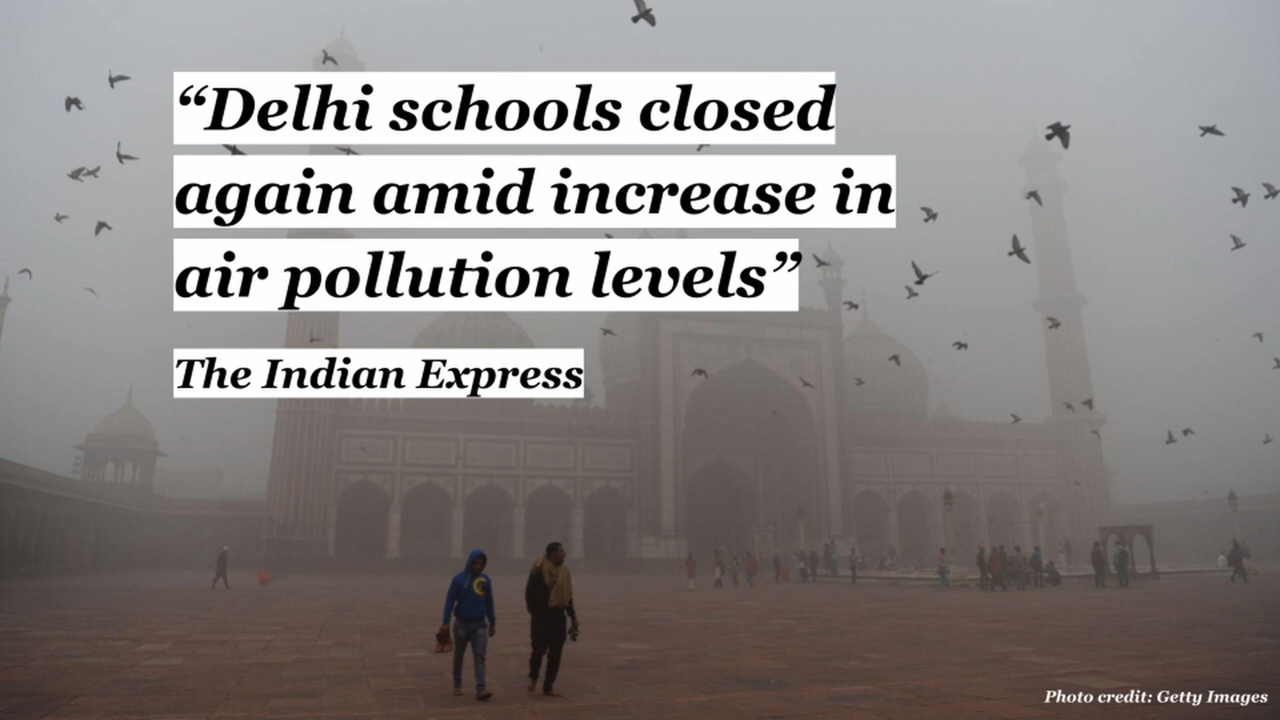 “Delhi schools closed
again amid increase in
air pollution levels”
The Indian Express
Photo credit: Getty Images